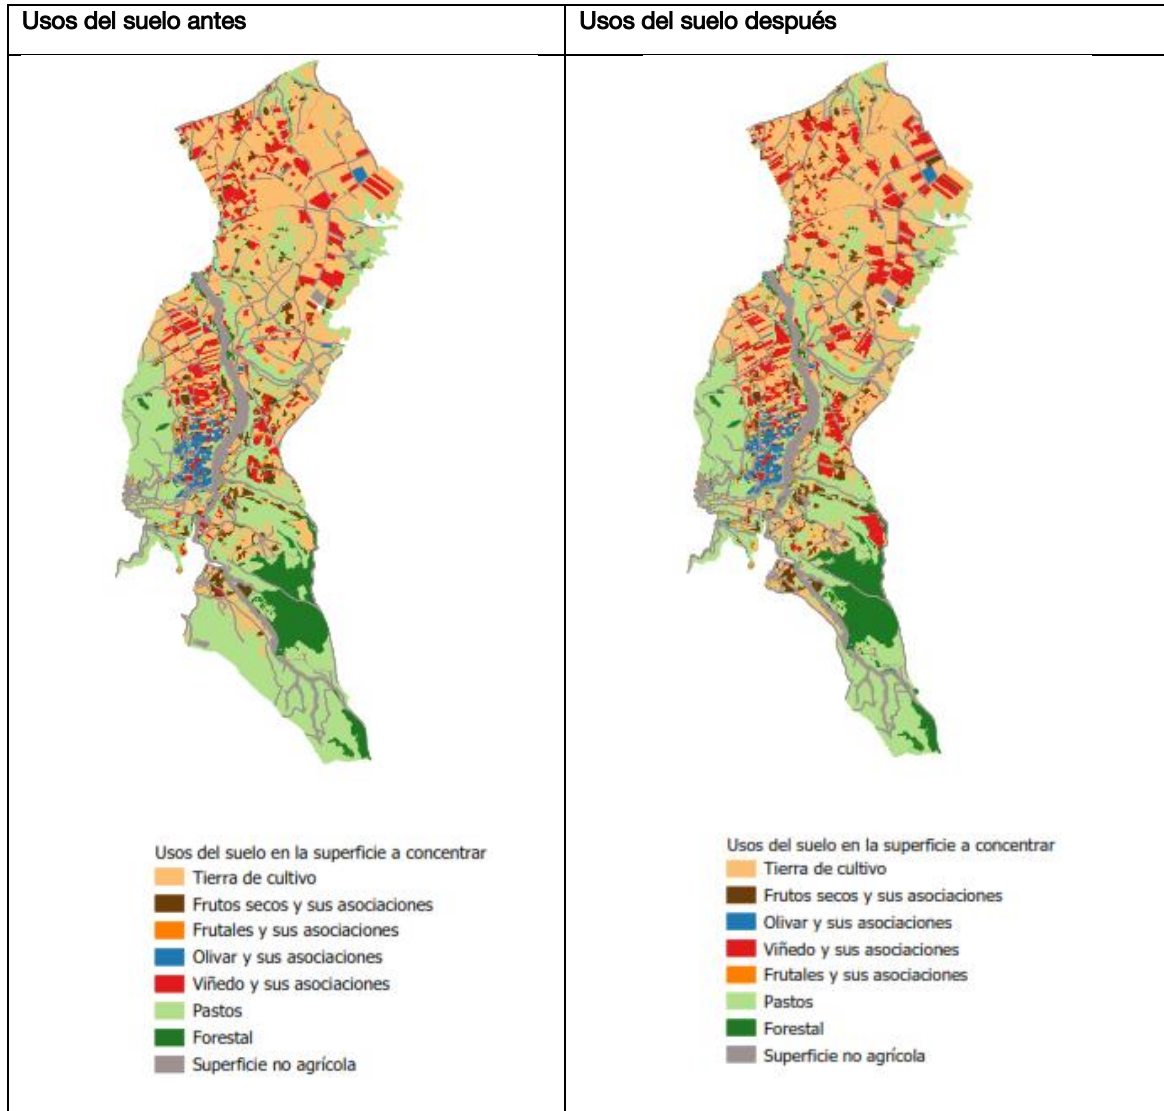 Usos del suelo antes
Usos del suelo después
Usos del suelo en la superficie a concentrar
Tierra de cultivo
Frutos secos y sus asociaciones
Frutales y sus asociaciones
Olivar y sus asociaciones
Viñedo y sus asociaciones
Pastos
Forestal
Superficie no agrícola
Usos del suelo en la superficie a concentrar
Tierra de cultivo
Frutos secos y sus asociaciones
Olivar y sus asociaciones
Viñedo y sus asociaciones
Frutales y sus asociaciones
Pastos
Forestal
Superficie no agrícola